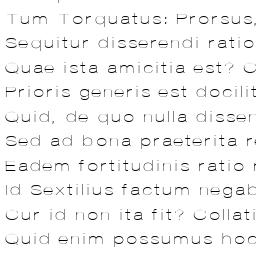 Tum Torquatus: Prorsus,
Sequitur disserendi ratio
Quae ista amicitia est? C
Prioris generis est docilit
Quid, de quo nulla dissen
Sed ad bona praeterita re
Eadem fortitudinis ratio r
Id Sextilius factum negab
Cur id non ita fit? Collati
Quid enim possumus hoc